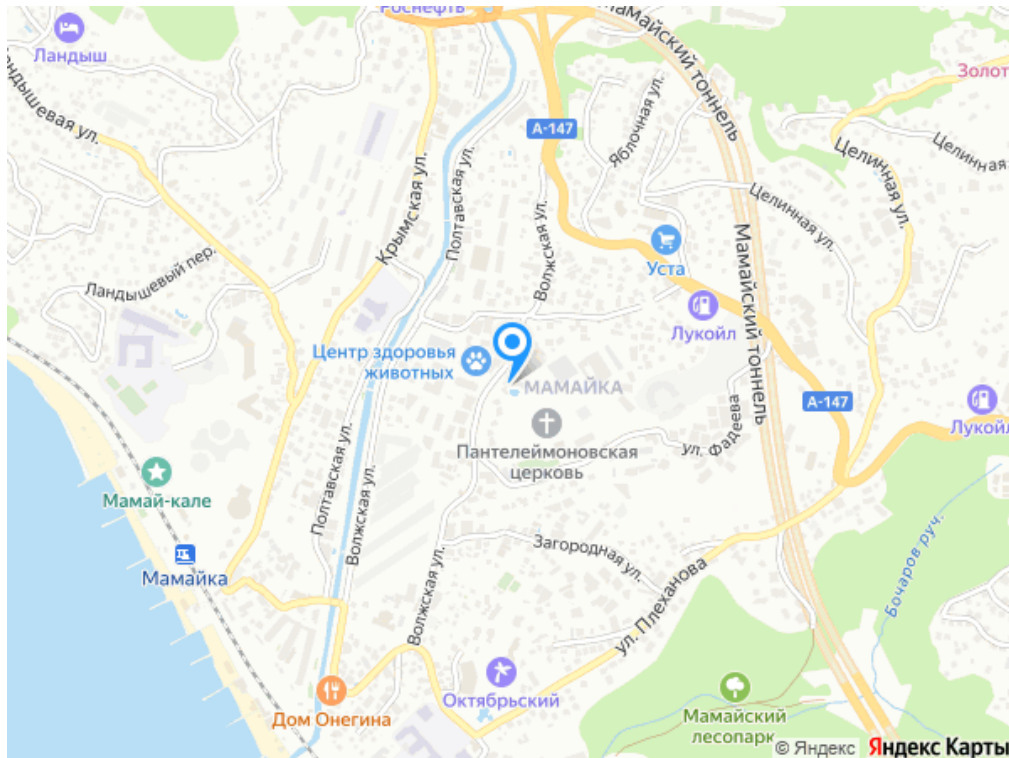 Роснефть
Мамайский тоннель
Ландыш
Золот
А-147
Яблочная ул.
Целинная ул.
Целинная
Крымская ул.
Полтавская ул.
Целинная ул.
Волжская ул.
Мамайский тоннель
Ландышевый пер.
Уста
Лукойл
Центр здоровья
животных
МАМАЙКА
А-147
Лукойл
ул. Фадеева
Пантелеймоновская
церковь
Полтавская ул.
Мамай-кале
Волжская ул.
Загородная ул.
Бочаров руч.
Мамайка
Волжская ул.
ул. Плеханова
Октябрьский
Дом Онегина
Мамайский
лесопарк
© Яндекс Яндекс Карты